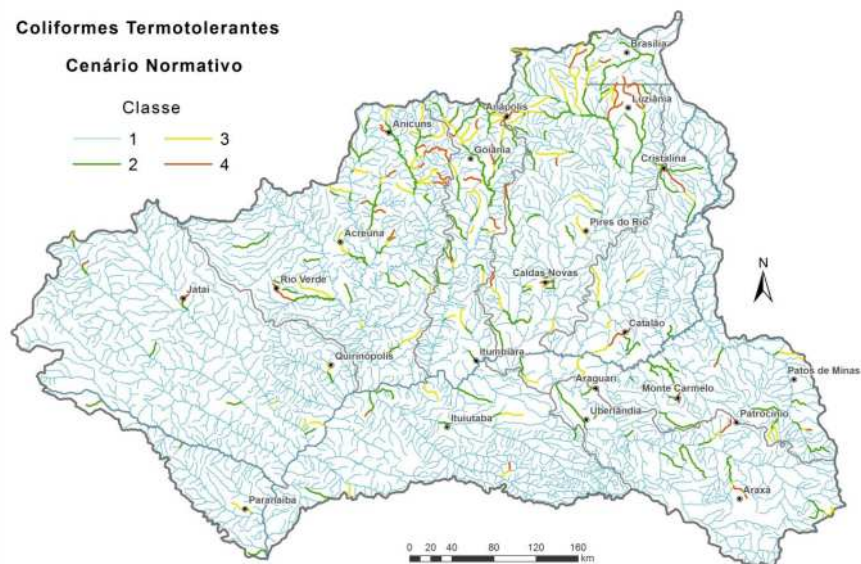 Coliformes Termotolerantes
Cenário Normativo
Classe
1 3
2 4
Brasília
Luziânia
Anápolis
Anicuns
Goiânia
Cristalina
Pires do Rio
Acreúna
Caldas Novas
Rio Verde
Jataí
Catalão
Quirinópolis
Itumbiara
Araguari
Monte Carmelo
Patos de Minas
Ituiutaba
Uberlândia
Patrocínio
Araxá
Paranaíba
N
0 20 40 80 120 160
km